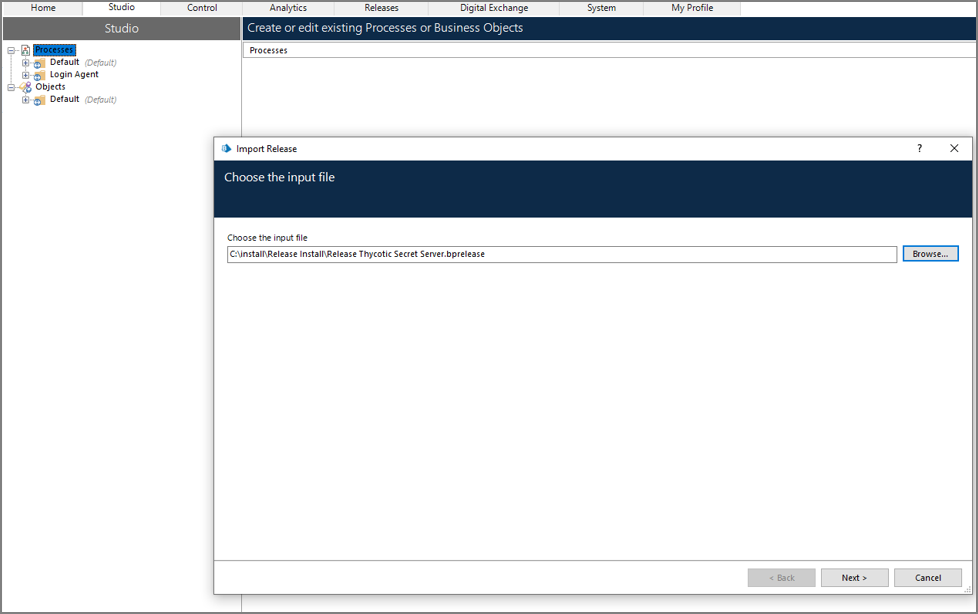 Home Studio Control Analytics Releases Digital Exchange System My Profile
Studio
Create or edit existing Processes or Business Objects
Processes
Default (Default)
Login Agent
Objects
Default (Default)
Processes
Import Release ?
Choose the input file
Choose the input file
C:\install\Release Install\Release Thycotic Secret Server.bprelease
Browse...
< Back Next > Cancel